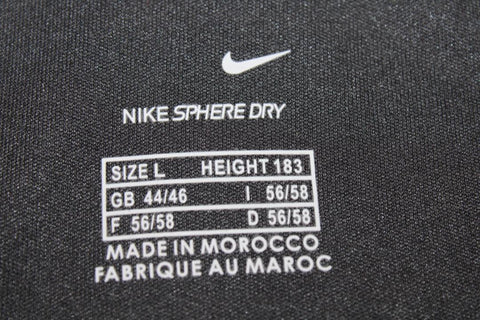 NIKE SPHERE DRY
SIZE L HEIGHT 183
GB 44/46 I 56/58
F 56/58 D 56/58
MADE IN MOROCCO
FABRIQUE AU MAROC